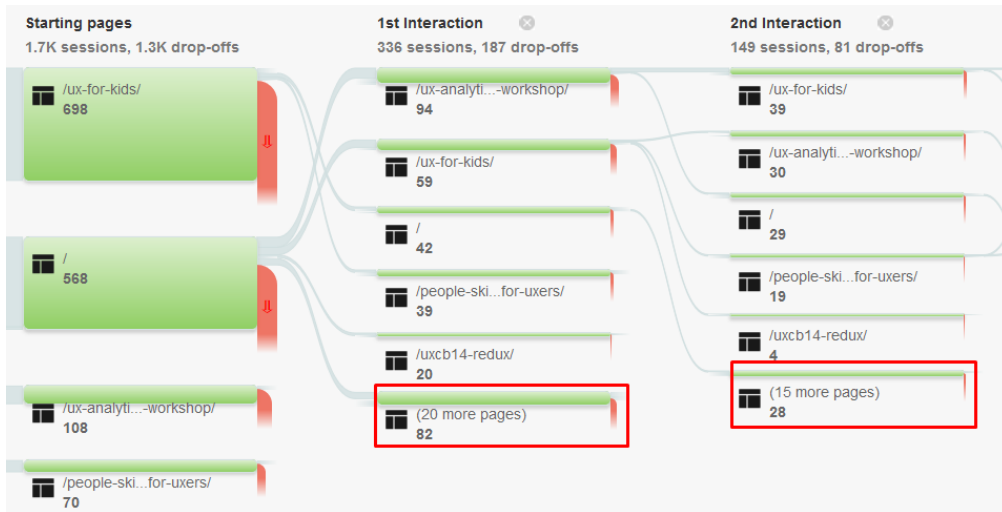 Starting pages
1.7K sessions, 1.3K drop-offs
/ux-for-kids/
698
/
568
/ux-analyti...-workshop/
108
/people-ski...for-uxers/
70
1st Interaction
336 sessions, 187 drop-offs
/ux-analyti...-workshop/
94
/ux-for-kids/
59
/
42
/people-ski...for-uxers/
39
/uxcb14-redux/
20
(20 more pages)
82
2nd Interaction
149 sessions, 81 drop-offs
/ux-for-kids/
39
/ux-analyti...-workshop/
30
/
29
/people-ski...for-uxers/
19
/uxcb14-redux/
4
(15 more pages)
28